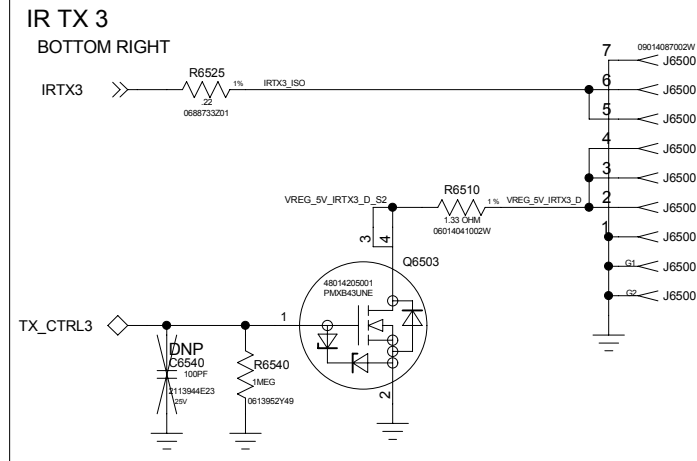 IR TX 3
BOTTOM RIGHT
7
09014087002W
J6500
R6525
IRTX3
1%
IRTX3_ISO
6
J6500
.22
0688733Z01
5
J6500
4
J6500
3
J6500
VREG_5V_IRTX3_D_S2
R6510
1%
VREG_5V_IRTX3_D
2
J6500
1.33 OHM
06014041002W
1
J6500
3
4
Q6503
G1
J6500
48014205001
PMXB43UNE
G2
J6500
TX_CTRL3
1
DNP
C6540
100PF
2113944E23
25V
R6540
1MEG
0613952Y49
2